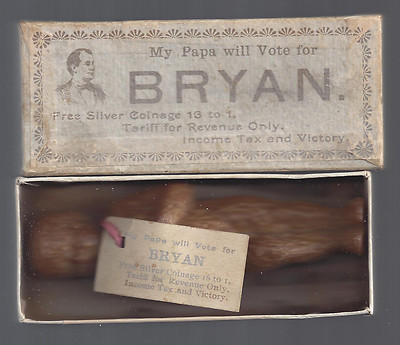 My Papa will Vote for
BRYAN.
Free Silver Coinage 16 to 1.
Tariff for Revenue Only.
Income Tax and Victory.
My Papa will Vote for
BRYAN
Free Silver Coinage 16 to 1,
Tariff for Revenue Only.
Income Tax and Victory.